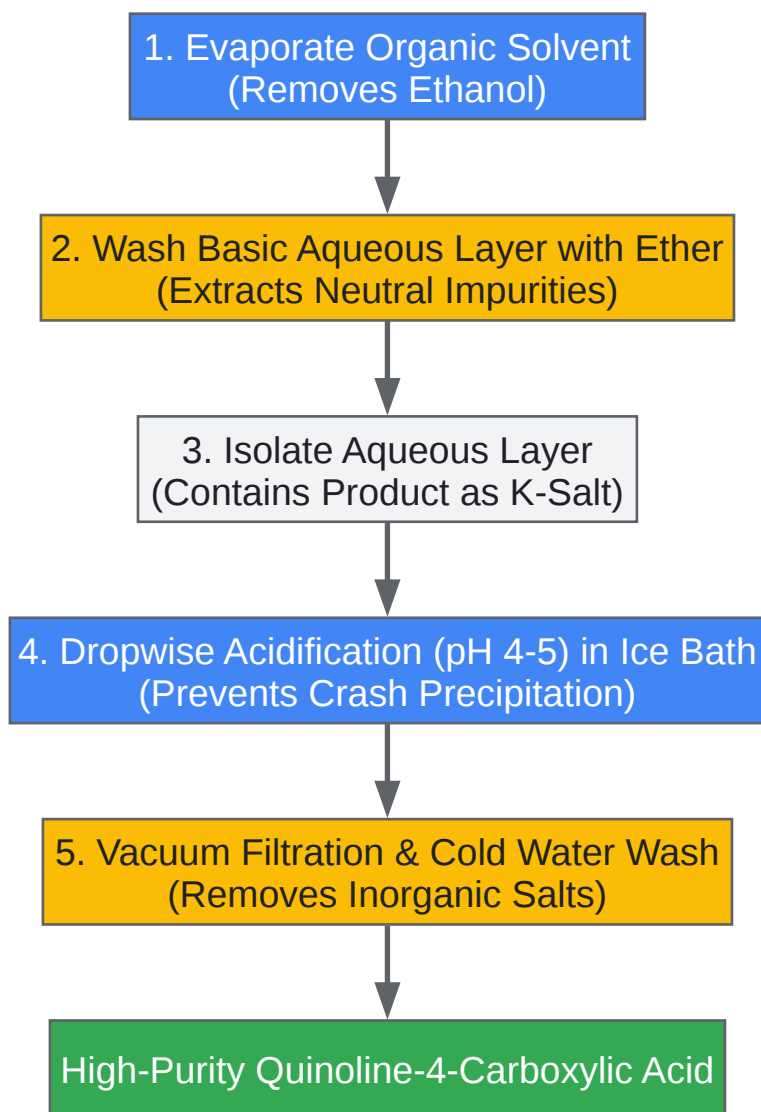 1. Evaporate Organic Solvent
(Removes Ethanol)
2. Wash Basic Aqueous Layer with Ether
(Extracts Neutral Impurities)
3. Isolate Aqueous Layer
(Contains Product as K-Salt)
4. Dropwise Acidification (pH 4-5) in Ice Bath
(Prevents Crash Precipitation)
5. Vacuum Filtration & Cold Water Wash
(Removes Inorganic Salts)
High-Purity Quinoline-4-Carboxylic Acid